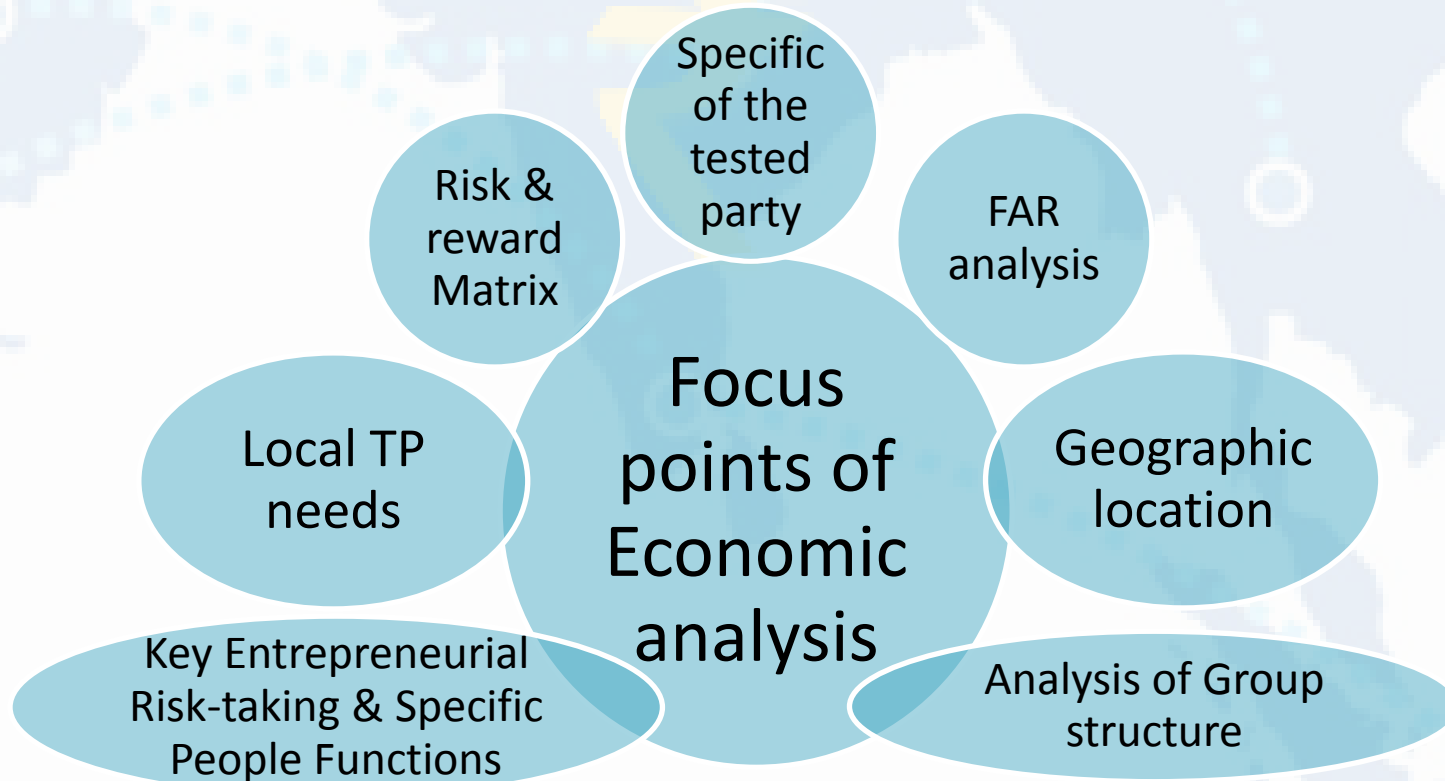 Specific
of the
tested
party
Risk &
reward
Matrix
FAR
analysis
Focus
points of
Economic
analysis
Local TP
needs
Geographic
location
Key Entrepreneurial
Risk-taking & Specific
People Functions
Analysis of Group
structure